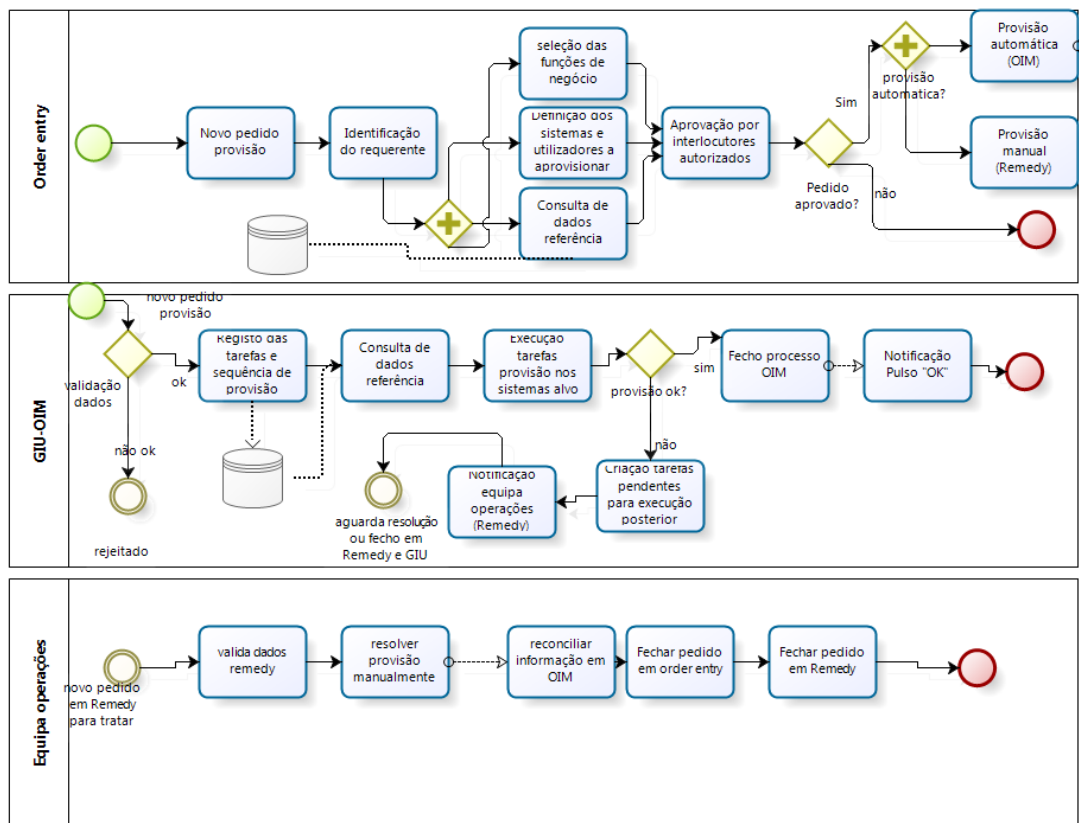 Order entry
Novo pedido
provisão
Identificação
do requerente
seleção das
funções de
negócio
Definição dos
sistemas e
utilizadores a
aprovisionar
Consulta de
dados
referência
Aprovação por
interlocutores
autorizados
Pedido
aprovado?
Sim
não
provisão
automatica?
Provisão
automática
(OIM)
Provisão
manual
(Remedy)
GIU-OIM
novo pedido
provisão
validação
dados
ok
não ok
rejeitado
Registo das
tarefas e
sequência de
provisão
Consulta de
dados
referência
Execução
tarefas
provisão nos
sistemas alvo
provisão ok?
sim
não
Fecho processo
OIM
Notificação
Pulso "OK"
Criação tarefas
pendentes
para execução
posterior
Notificação
equipa
operações
(Remedy)
aguarda resolução
ou fecho em
Remedy e GIU
Equipa operações
novo pedido
em Remedy
para tratar
valida dados
remedy
resolver
provisão
manualmente
reconciliar
informação em
OIM
Fechar pedido
em order entry
Fechar pedido
em Remedy